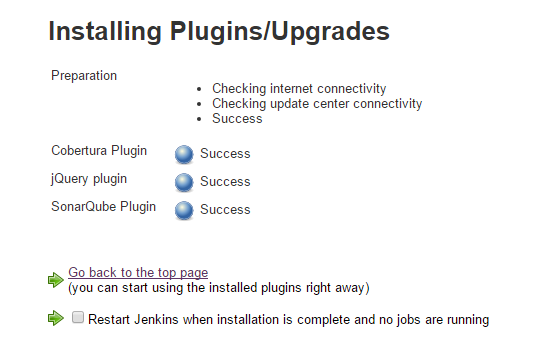 Installing Plugins/Upgrades
Preparation
Checking internet connectivity
Checking update center connectivity
Success
Cobertura Plugin Success
jQuery plugin Success
SonarQube Plugin Success
Go back to the top page
(you can start using the installed plugins right away)
Restart Jenkins when installation is complete and no jobs are running